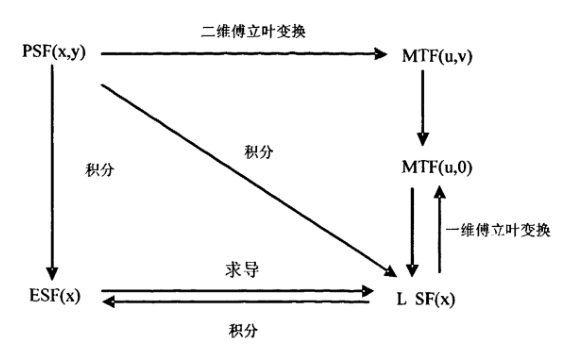 二维傅立叶变换
PSF(x,y)
MTF(u,v)
积分
积分
MTF(u,0)
一维傅立叶变换
求导
ESF(x)
L SF(x)
积分